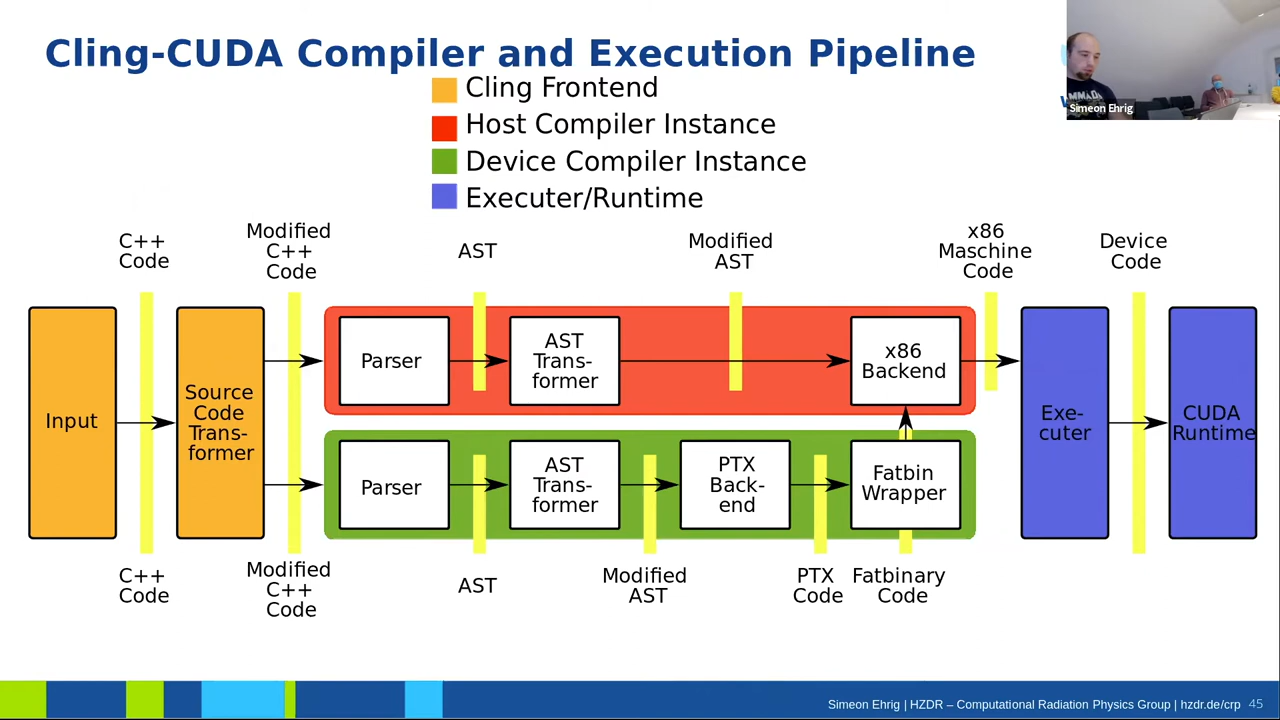 Cling-CUDA Compiler and Execution Pipeline
Simeon Ehrig
Cling Frontend
Host Compiler Instance
Device Compiler Instance
Executer/Runtime
C++
Code
Modified
C++
Code
AST
Modified
AST
x86
Maschine
Code
Device
Code
Input
Source
Code
Trans-
former
Parser
AST
Trans-
former
x86
Backend
Parser
AST
Trans-
former
PTX
Back-
end
Fatbin
Wrapper
Exe-
cuter
CUDA
Runtime
C++
Code
Modified
C++
Code
AST
Modified
AST
PTX
Code
Fatbinary
Code
Simeon Ehrig | HZDR – Computational Radiation Physics Group | hzdr.de/crp 45